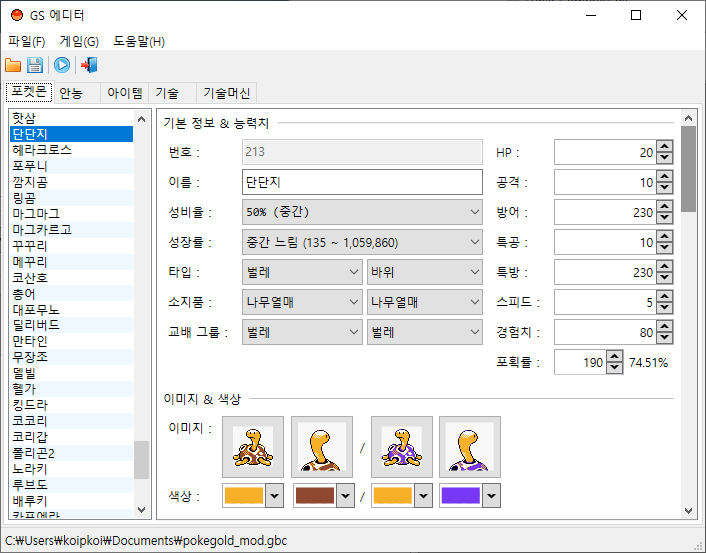 GS 에디터
파일(F) 게임(G) 도움말(H)
포켓몬 안농 아이템 기술 기술머신
핫삼
단단지
헤라크로스
포푸니
깜지곰
링곰
마그마그
마그카르고
꾸꾸리
메꾸리
코산호
총어
대포무노
딜리버드
만타인
무장조
델빌
헬가
킹드라
코코리
코리갑
폴리곤2
노라키
루브도
배루키
카포에라
기본 정보 & 능력치
번호 : 213 HP : 20
이름 : 단단지 공격 : 10
성비율 : 50% (중간) 방어 : 230
성장률 : 중간 느림 (135 ~ 1,059,860) 특공 : 10
타입 : 벌레 바위 특방 : 230
소지품 : 나무열매 나무열매 스피드 : 5
교배 그룹 : 벌레 벌레 경험치 : 80
포획률 : 190 74.51%
이미지 & 색상
이미지 : /
색상 : /
C:₩Users₩koipkoi₩Documents₩pokegold_mod.gbc